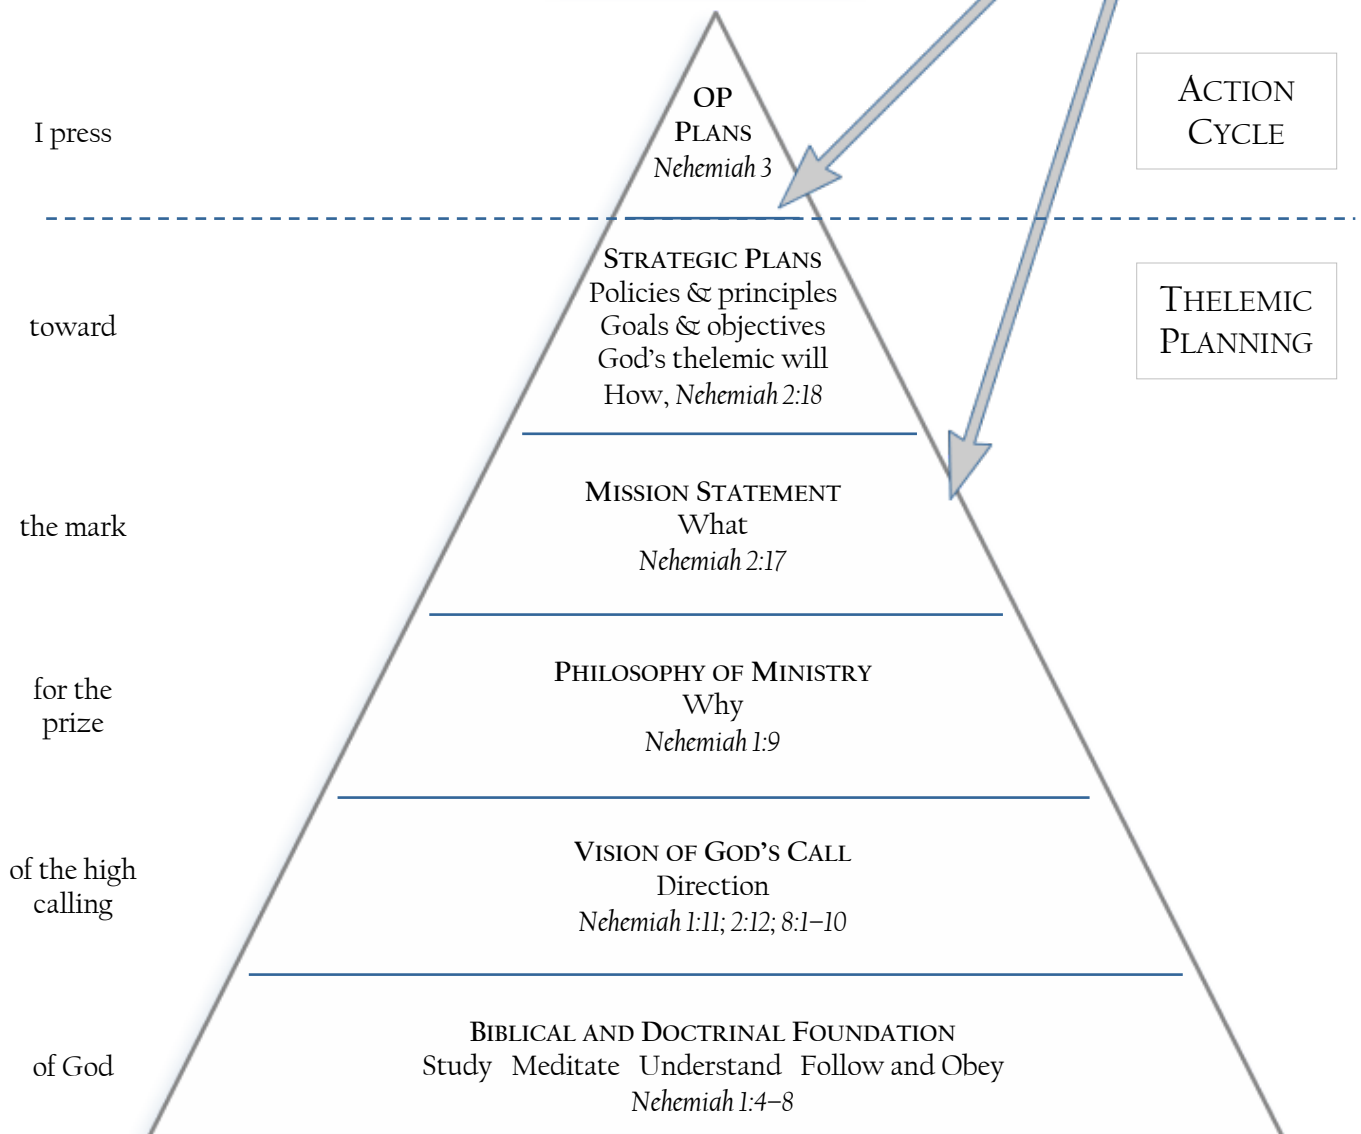 I press
OP
PLANS
Nehemiah 3
ACTION
CYCLE
toward
STRATEGIC PLANS
Policies & principles
Goals & objectives
God's thelemic will
How, Nehemiah 2:18
THELEMIC
PLANNING
the mark
MISSION STATEMENT
What
Nehemiah 2:17
for the
prize
PHILOSOPHY OF MINISTRY
Why
Nehemiah 1:9
of the high
calling
VISION OF GOD'S CALL
Direction
Nehemiah 1:11; 2:12; 8:1–10
of God
BIBLICAL AND DOCTRINAL FOUNDATION
Study Meditate Understand Follow and Obey
Nehemiah 1:4–8